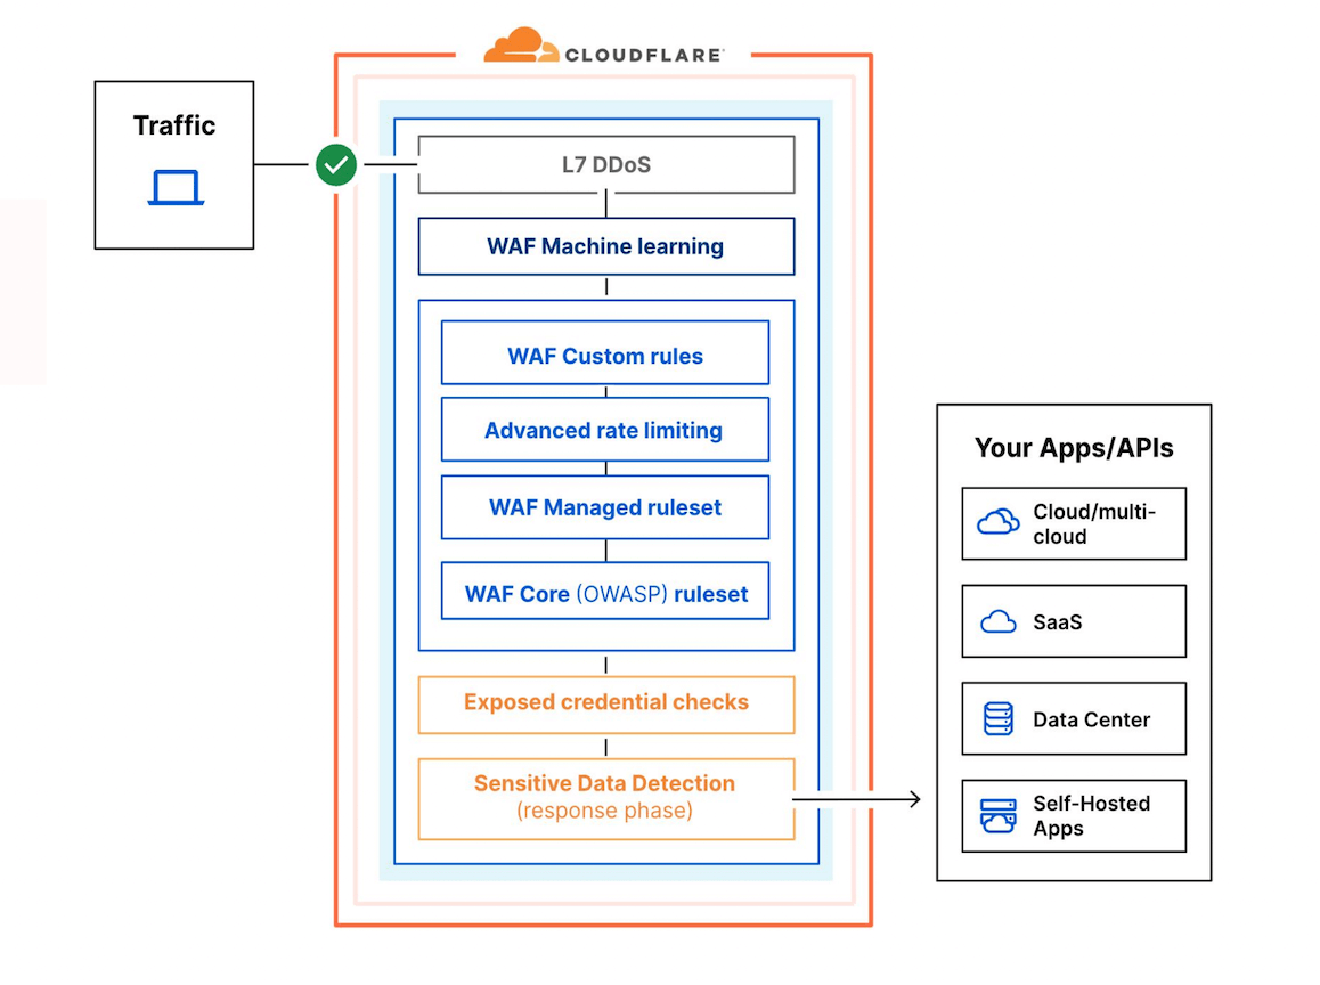 CLOUDFLARE
Traffic
L7 DDoS
WAF Machine learning
WAF Custom rules
Advanced rate limiting
WAF Managed ruleset
WAF Core (OWASP) ruleset
Exposed credential checks
Sensitive Data Detection
(response phase)
Your Apps/APIs
Cloud/multi-
cloud
SaaS
Data Center
Self-Hosted
Apps